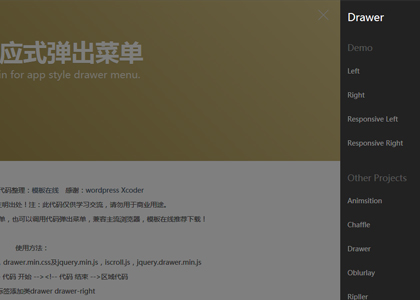 应式弹出菜单
in for app style drawer menu.
代码整理：模板在线 感谢：wordpress Xcoder
明出处！注：此代码仅供学习交流，请勿用于商业用途。
单，也可以调用代码弹出菜单，兼容主流浏览器，模板在线推荐下载！
使用方法：
drawer.min.css及jquery.min.js，iscroll.js，jquery.drawer.min.js
代码 开始 --><!-- 代码 结束 -->区域代码
签添加类drawer drawer-right
Drawer
Demo
Left
Right
Responsive Left
Responsive Right
Other Projects
Animsition
Chaffle
Drawer
Oblurlay
Ripller